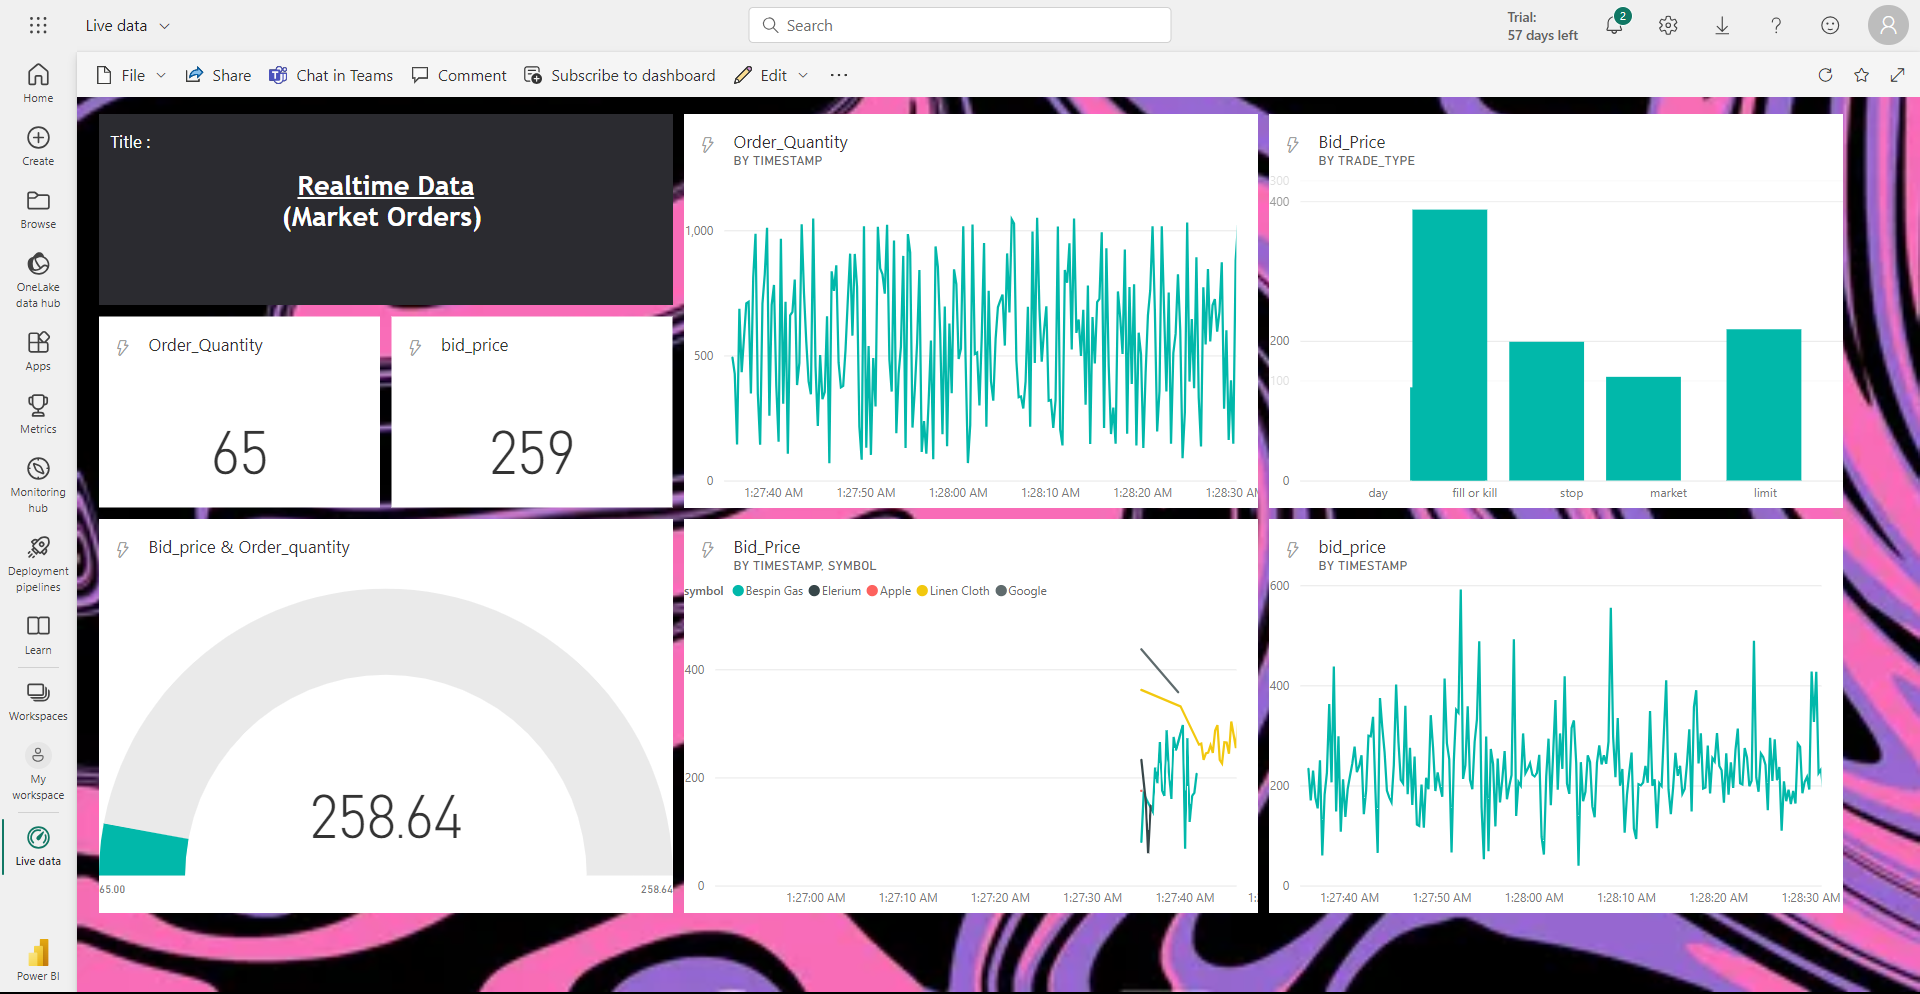 Live data
Search
Trial:
57 days left
2
File
Share
Chat in Teams
Comment
Subscribe to dashboard
Edit
Home
Create
Browse
OneLake
data hub
Apps
Metrics
Monitoring
hub
Deployment
pipelines
Learn
Workspaces
My
workspace
Live data
Power BI
Title :
Realtime Data
(Market Orders)
Order_Quantity
65
bid_price
259
Order_Quantity
BY TIMESTAMP
1,000
500
0
1:27:40 AM 1:27:50 AM 1:28:00 AM 1:28:10 AM 1:28:20 AM 1:28:30 AM
Bid_Price
BY TRADE_TYPE
300
400
200
100
0
day fill or kill stop market limit
Bid_price & Order_quantity
258.64
65.00 258.64
Bid_Price
BY TIMESTAMP, SYMBOL
symbol Bespin Gas Elerium Apple Linen Cloth Google
400
200
0
1:27:00 AM 1:27:10 AM 1:27:20 AM 1:27:30 AM 1:27:40 AM 1:
bid_price
BY TIMESTAMP
600
400
200
0
1:27:40 AM 1:27:50 AM 1:28:00 AM 1:28:10 AM 1:28:20 AM 1:28:30 AM